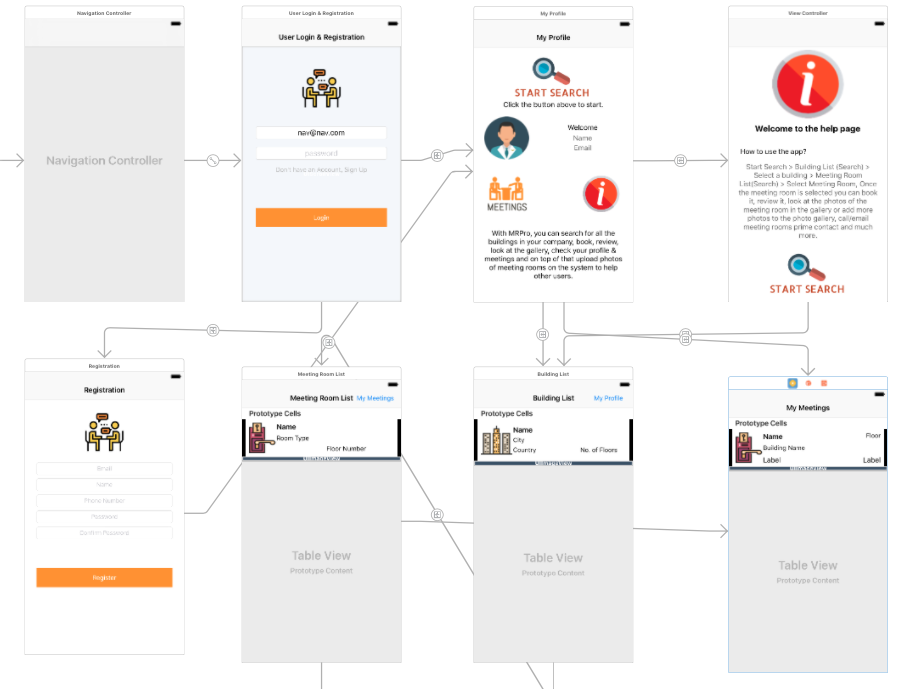 Navigation Controller
Navigation Controller
User Login & Registration
User Login & Registration
nav@nav.com
password
Don't have an Account, Sign Up
Login
My Profile
My Profile
START SEARCH
Click the button above to start.
Welcome
Name
Email
MEETINGS
With MRPro, you can search for all the
buildings in your company, book, review,
look at the gallery, check your profile &
meetings and on top of that upload photos
of meeting rooms on the system to help
other users.
View Controller
Welcome to the help page
How to use the app?
Start Search > Building List (Search) >
Select a building > Meeting Room
List(Search) > Select Meeting Room, Once
the meeting room is selected you can book
it, review it, look at the photos of the
meeting room in the gallery or add more
photos to the photo gallery, call/email
meeting rooms prime contact and much
more.
START SEARCH
Registration
Registration
Email
Name
Phone Number
Password
Confirm Password
Register
Meeting Room List
Meeting Room List My Meetings
Prototype Cells
Name
Room Type
Floor Number
Table View
Prototype Content
Building List
Building List My Profile
Prototype Cells
Name
City
Country No. of Floors
Table View
Prototype Content
My Meetings
Prototype Cells
Name Floor
Building Name
Label Label
Table View
Prototype Content